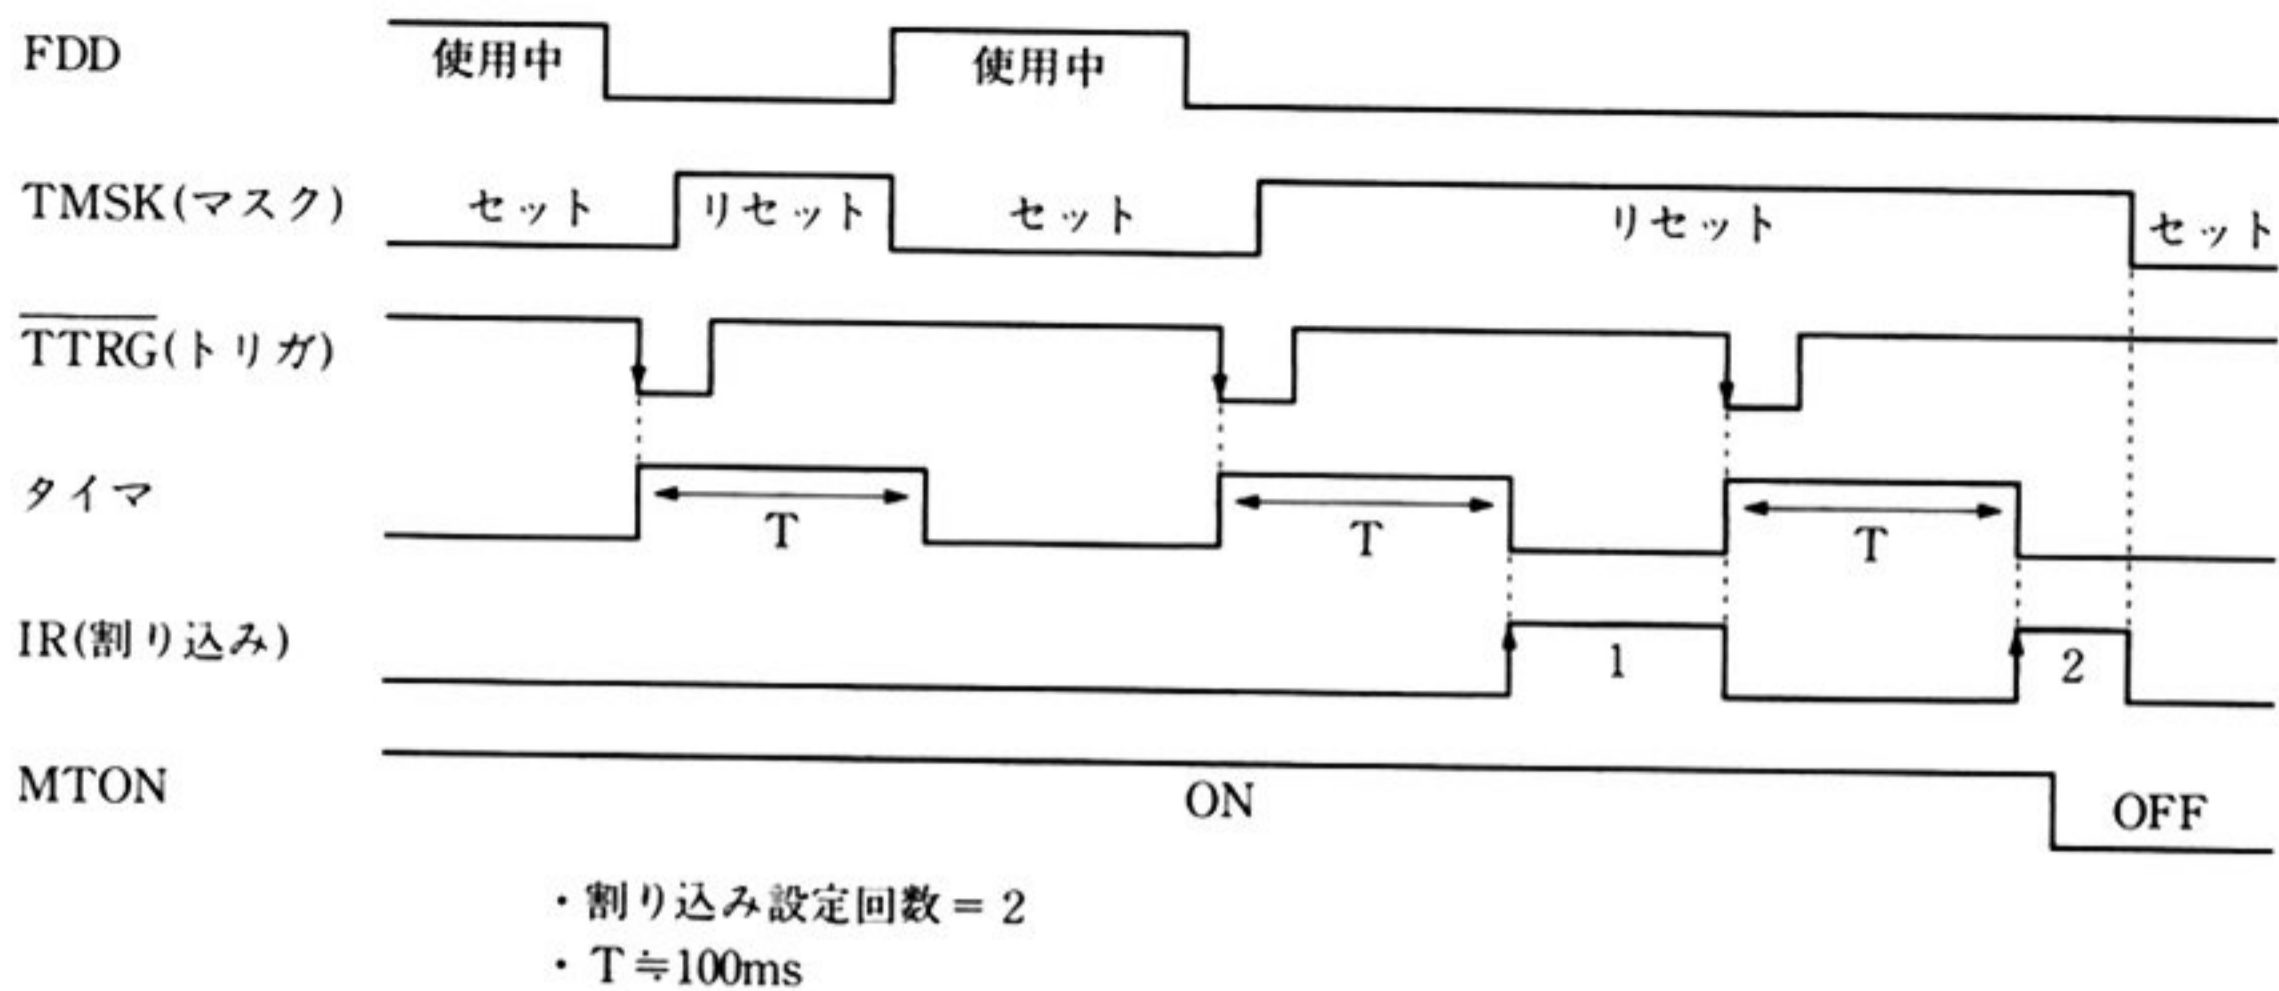 FDD 使用中 使用中
TMSK(マスク) セット リセット セット リセット セット
TTRG(トリガ)
タイマ T T T
IR(割り込み) 1 2
MTON ON OFF
・割り込み設定回数＝2
・T≒100ms